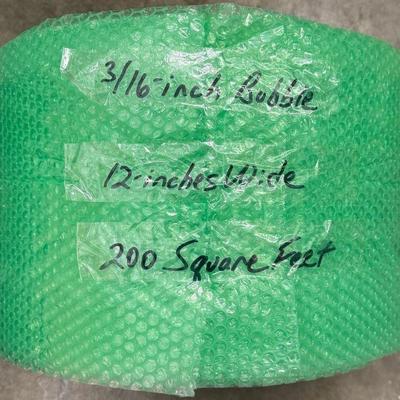 3/16-inch Bubble
12-inches Wide
200 Square Feet